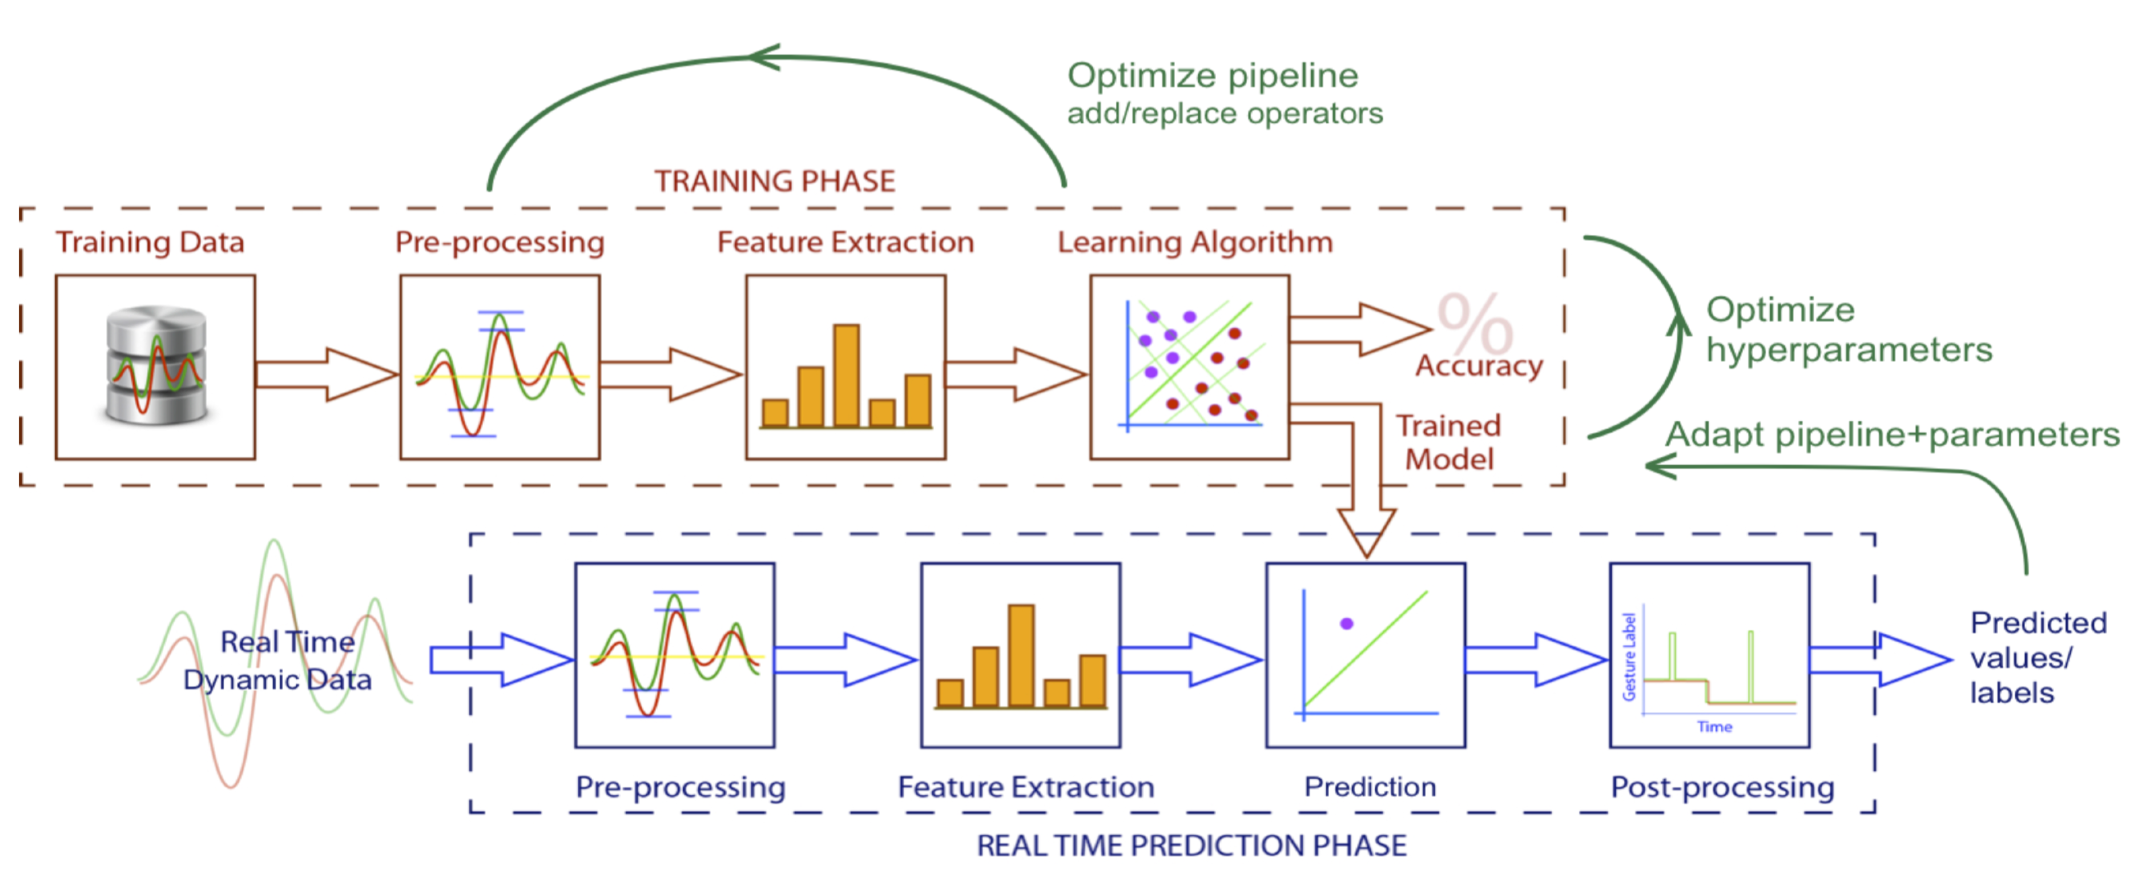 Optimize pipeline
add/replace operators
TRAINING PHASE
Training Data
Pre-processing
Feature Extraction
Learning Algorithm
%
Accuracy
Trained
Model
Optimize
hyperparameters
Adapt pipeline+parameters
Real Time
Dynamic Data
Gesture Label
Time
Predicted
values/
labels
Pre-processing
Feature Extraction
Prediction
Post-processing
REAL TIME PREDICTION PHASE